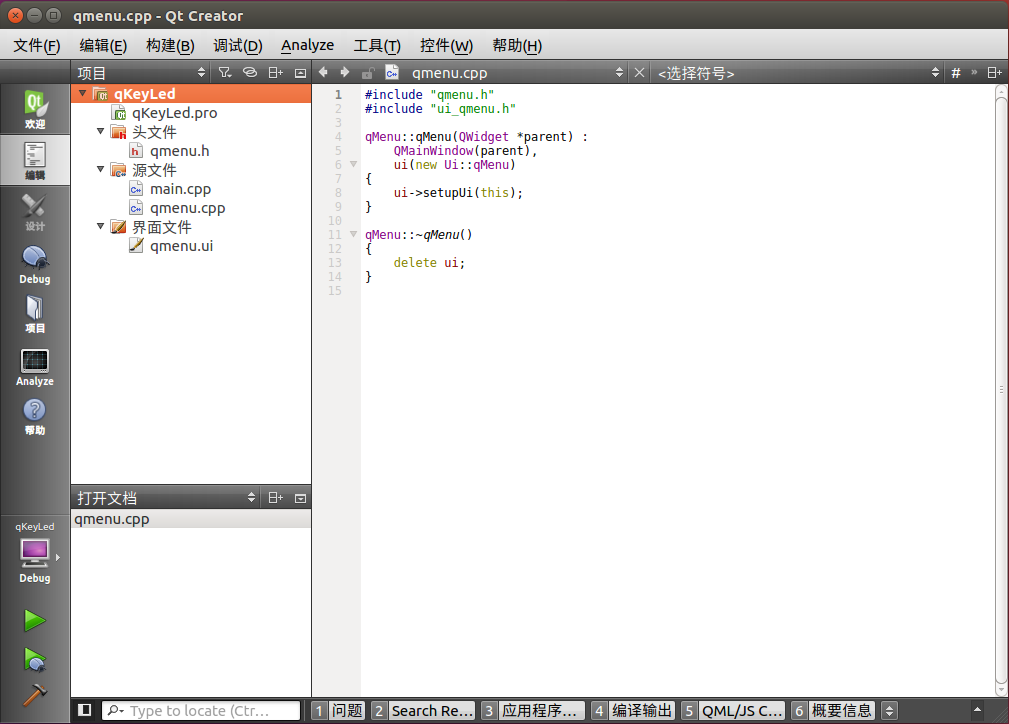 qmenu.cpp - Qt Creator
文件(F) 编辑(E) 构建(B) 调试(D) Analyze 工具(T) 控件(W) 帮助(H)
项目
qmenu.cpp
<选择符号>
#
»
欢迎
编辑
设计
Debug
项目
Analyze
帮助
qKeyLed
Debug
qKeyLed
qKeyLed.pro
头文件
qmenu.h
源文件
main.cpp
qmenu.cpp
界面文件
qmenu.ui
打开文档
qmenu.cpp
1 #include "qmenu.h"
2 #include "ui_qmenu.h"
3
4 qMenu::qMenu(QWidget *parent) :
5     QMainWindow(parent),
6     ui(new Ui::qMenu)
7 {
8     ui->setupUi(this);
9 }
10
11 qMenu::~qMenu()
12 {
13     delete ui;
14 }
15
Type to locate (Ctr...
1 问题 2 Search Re... 3 应用程序... 4 编译输出 5 QML/JS C... 6 概要信息